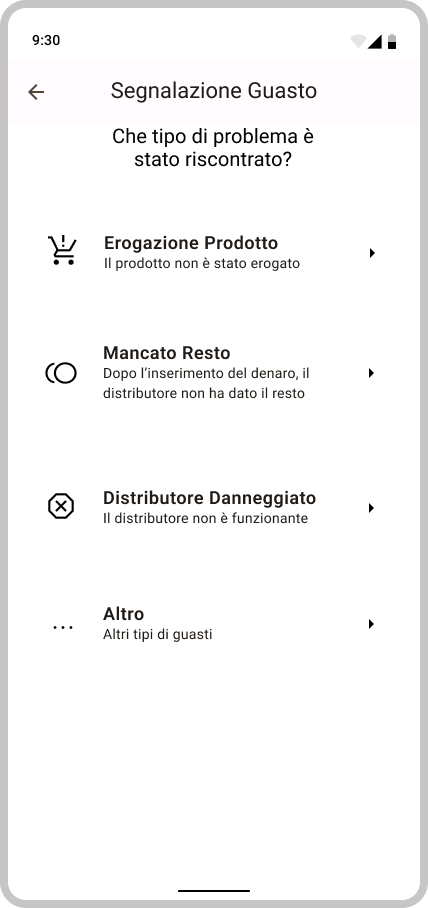 9:30
Segnalazione Guasto
Che tipo di problema è
stato riscontrato?
Erogazione Prodotto
Il prodotto non è stato erogato
Mancato Resto
Dopo l’inserimento del denaro, il
distributore non ha dato il resto
Distributore Danneggiato
Il distributore non è funzionante
Altro
Altri tipi di guasti